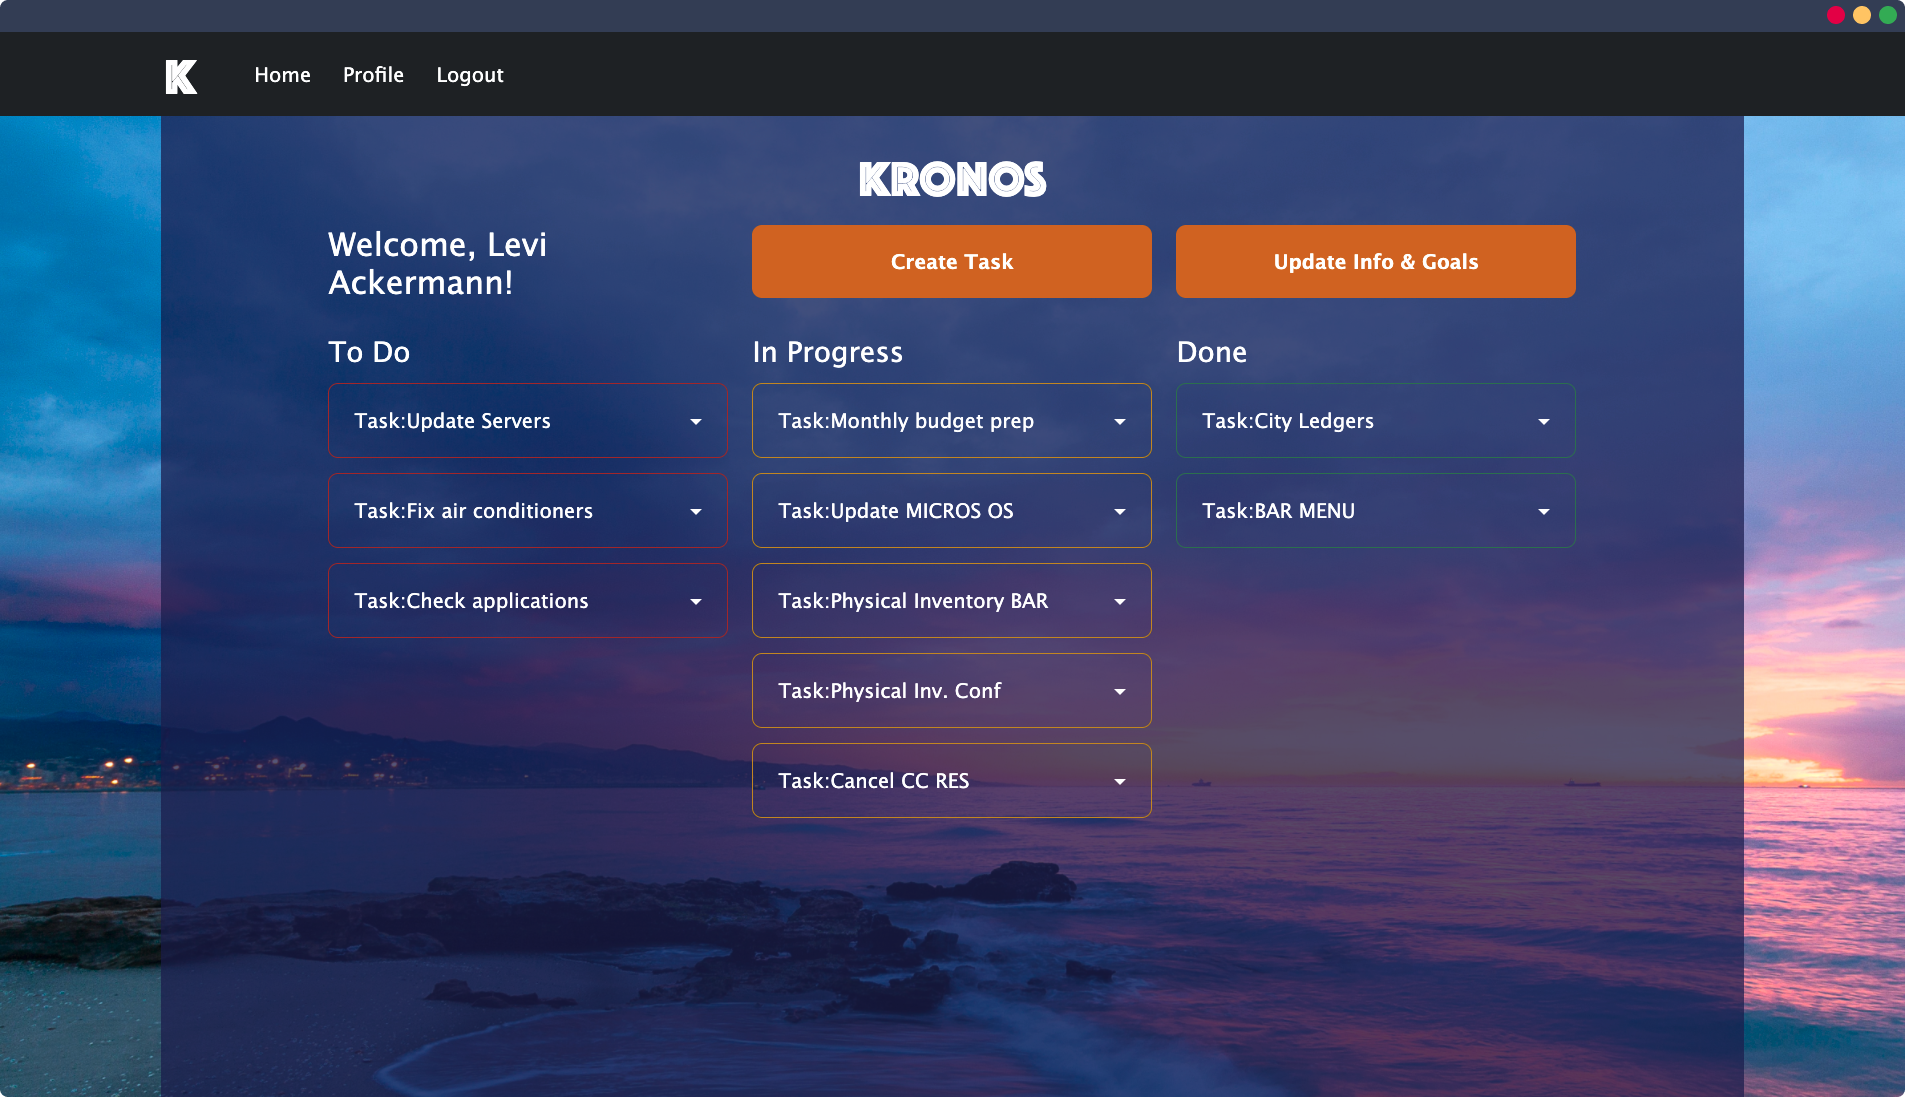 K
Home
Profile
Logout
KRONOS
Welcome, Levi
Ackermann!
Create Task
Update Info & Goals
To Do
Task:Update Servers
Task:Fix air conditioners
Task:Check applications
In Progress
Task:Monthly budget prep
Task:Update MICROS OS
Task:Physical Inventory BAR
Task:Physical Inv. Conf
Task:Cancel CC RES
Done
Task:City Ledgers
Task:BAR MENU